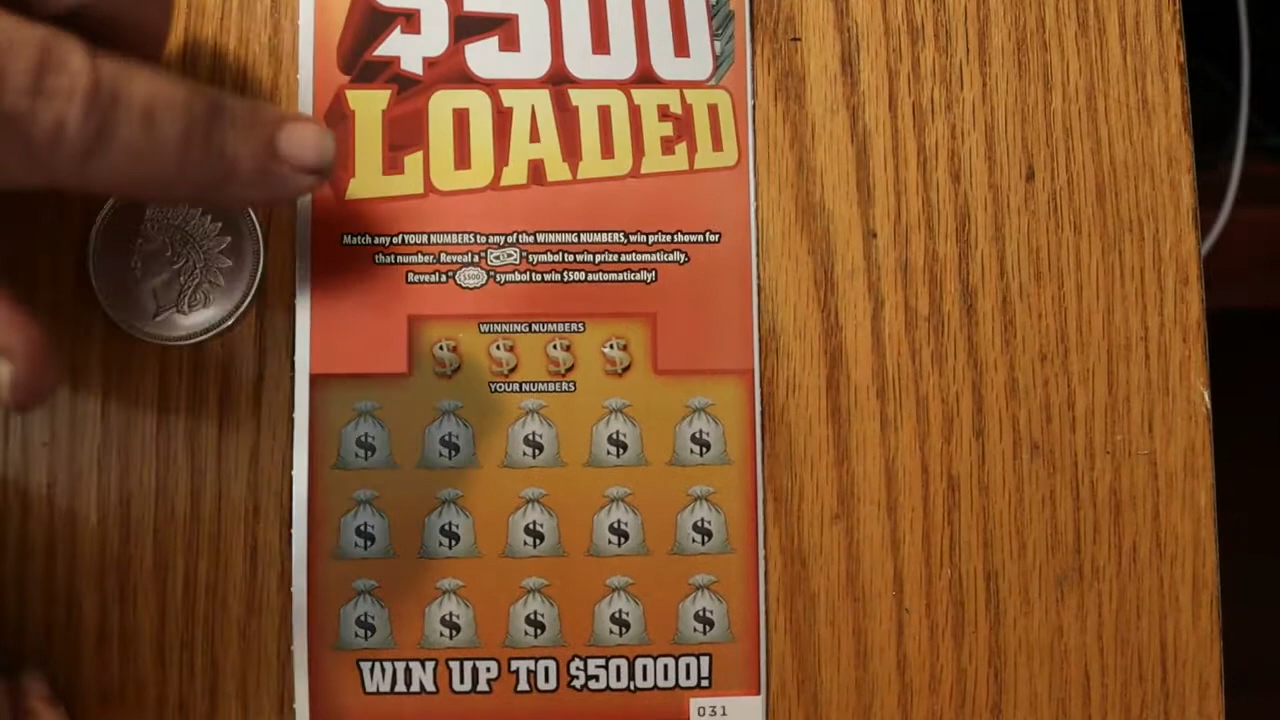 $500
LOADED
Match any of YOUR NUMBERS to any of the WINNING NUMBERS, win prize shown for
that number. Reveal a " " symbol to win prize automatically.
Reveal a " $500 " symbol to win $500 automatically!
WINNING NUMBERS
$ $ $ $
YOUR NUMBERS
$ $ $ $ $
$ $ $ $ $
$ $ $ $ $
WIN UP TO $50,000!
031